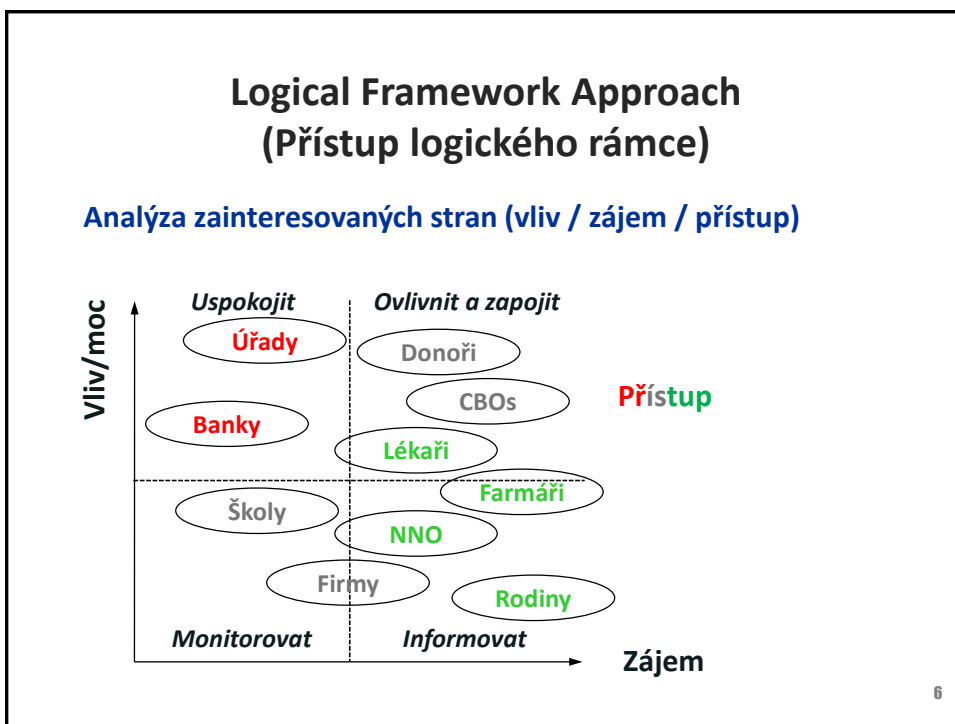 Logical Framework Approach
(Přístup logického rámce)
Analýza zainteresovaných stran (vliv / zájem / přístup)
Vliv/moc
Uspokojit
Ovlivnit a zapojit
Úřady
Donoři
CBOs
Přístup
Banky
Lékaři
Farmáři
Školy
NNO
Firmy
Rodiny
Monitorovat
Informovat
Zájem
6